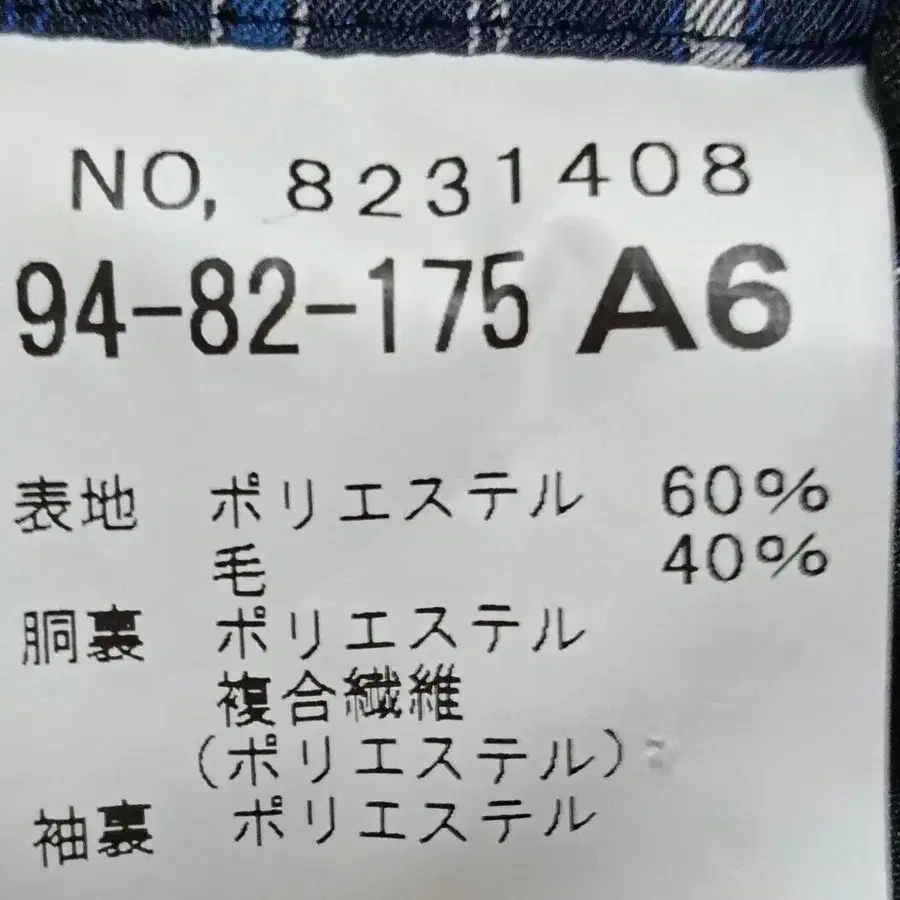 NO, 8231408
94-82-175 A6
表地 ポリエステル 60%
毛 40%
胴裏 ポリエステル
複合繊維
(ポリエステル)
袖裏 ポリエステル